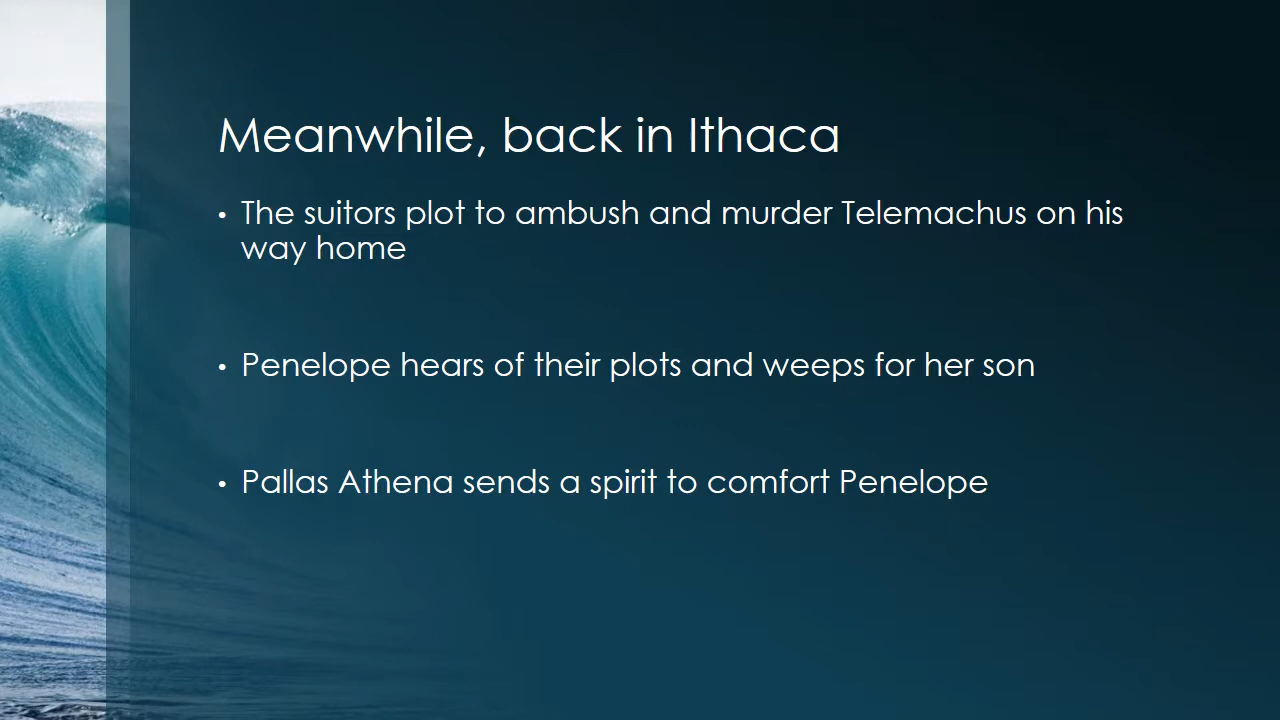 Meanwhile, back in Ithaca
• The suitors plot to ambush and murder Telemachus on his
way home
• Penelope hears of their plots and weeps for her son
• Pallas Athena sends a spirit to comfort Penelope